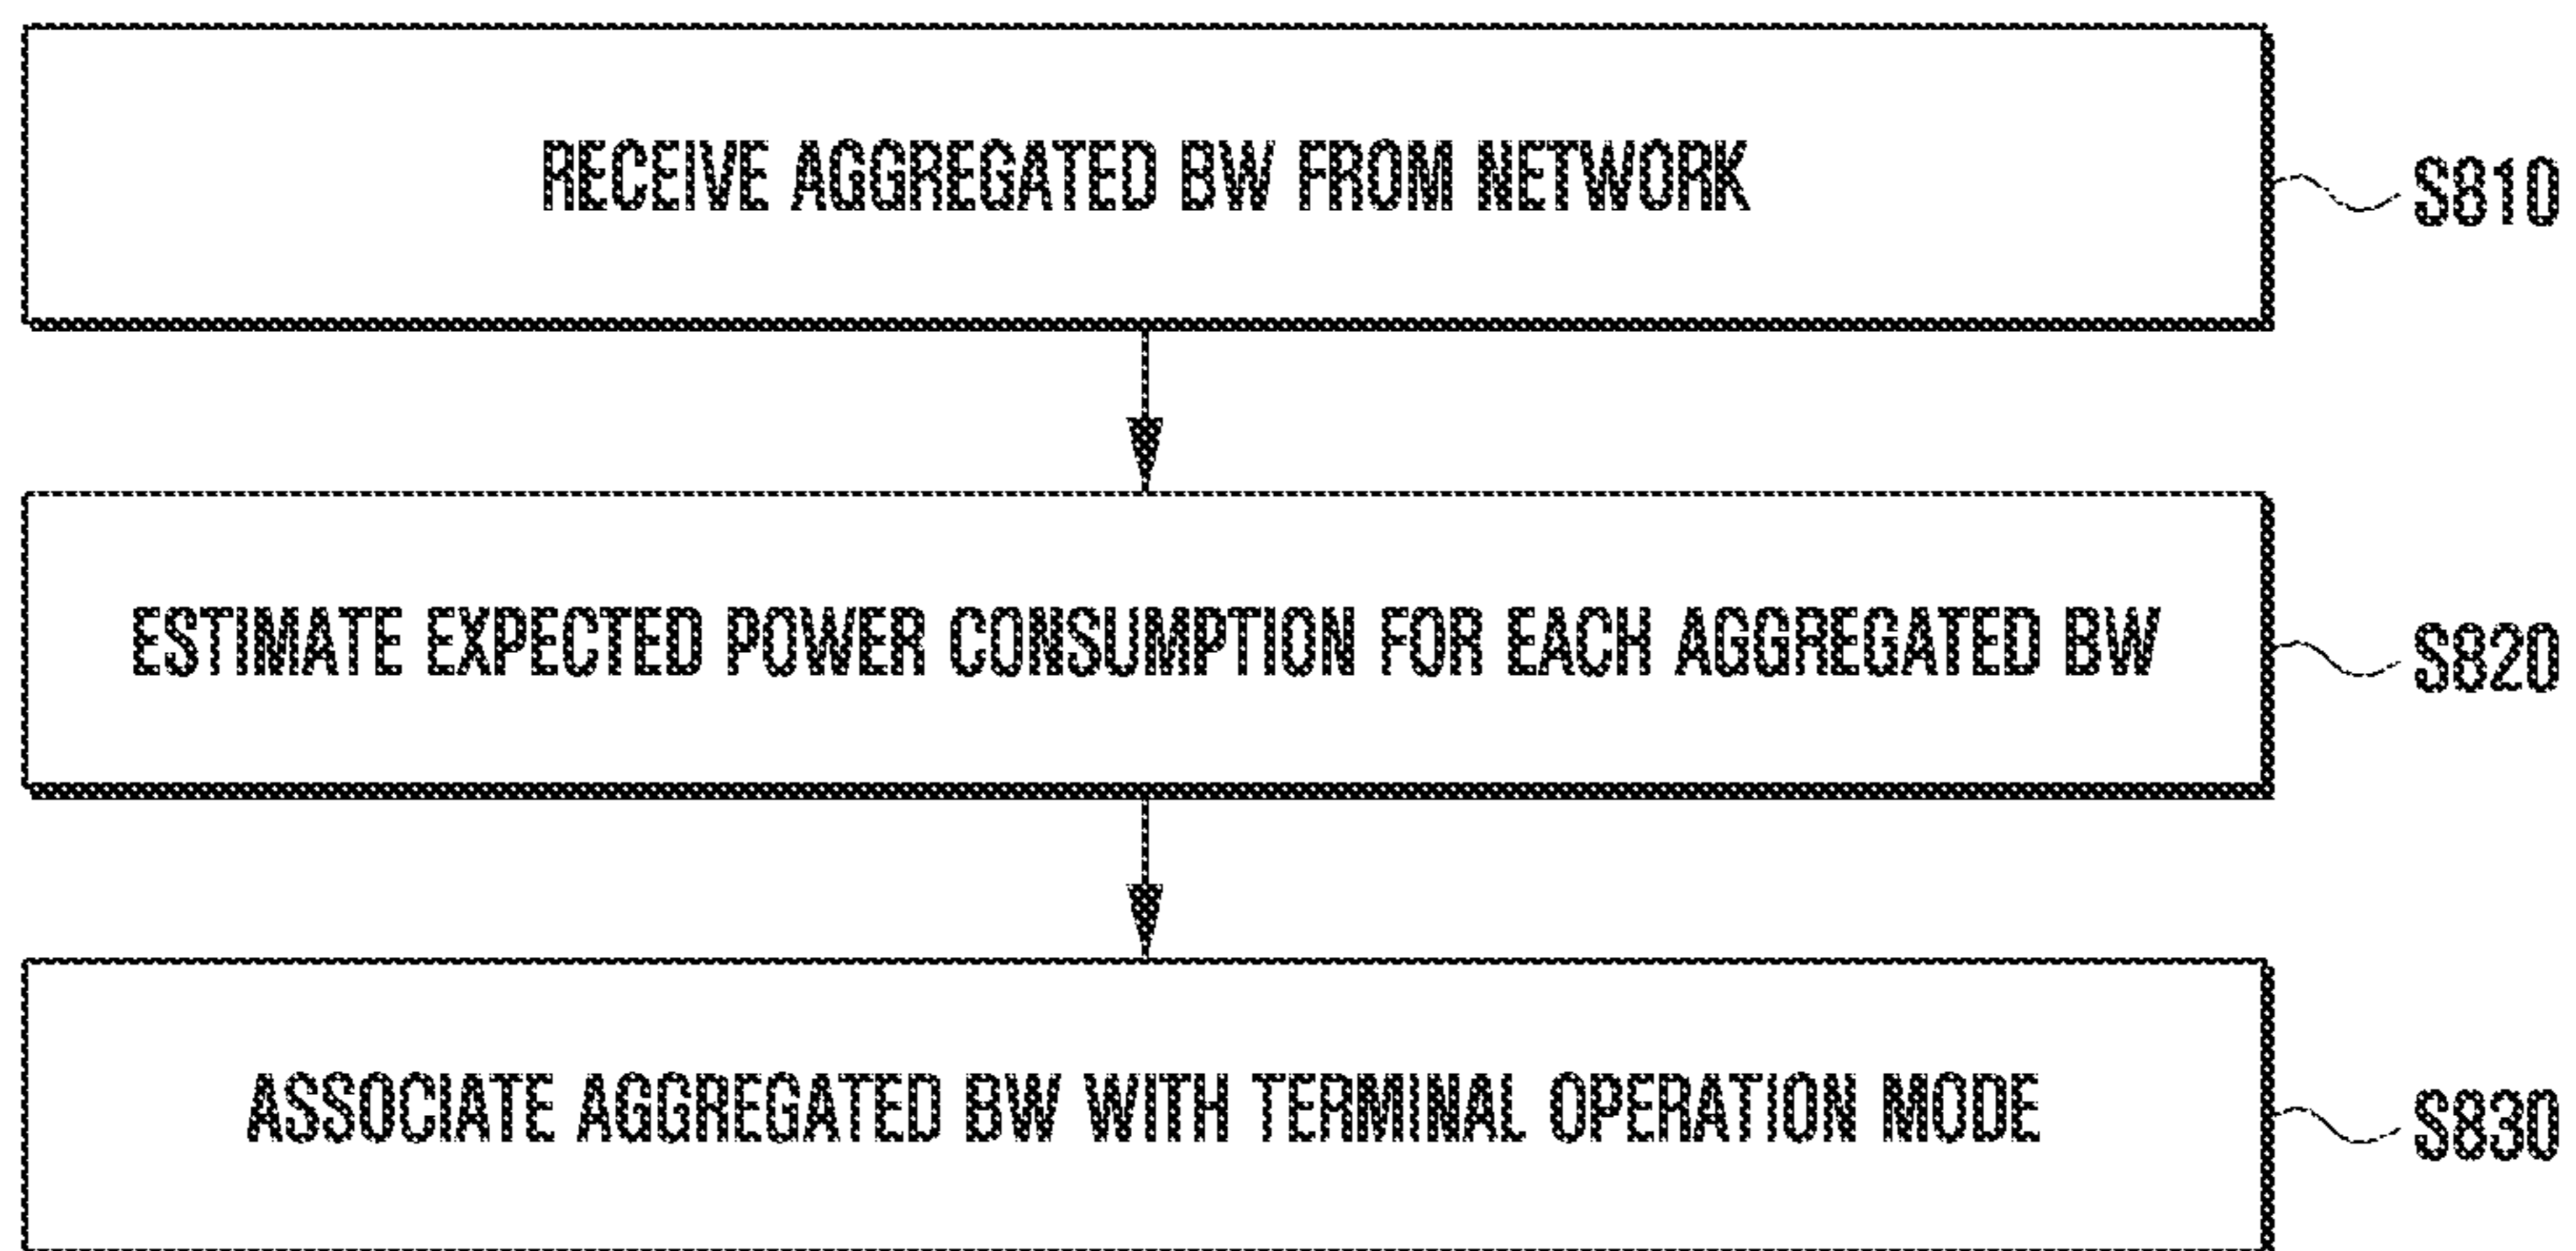 RECEIVE AGGREGATED BW FROM NETWORK
S810
ESTIMATE EXPECTED POWER CONSUMPTION FOR EACH AGGREGATED BW
S820
ASSOCIATE AGGREGATED BW WITH TERMINAL OPERATION MODE
S830